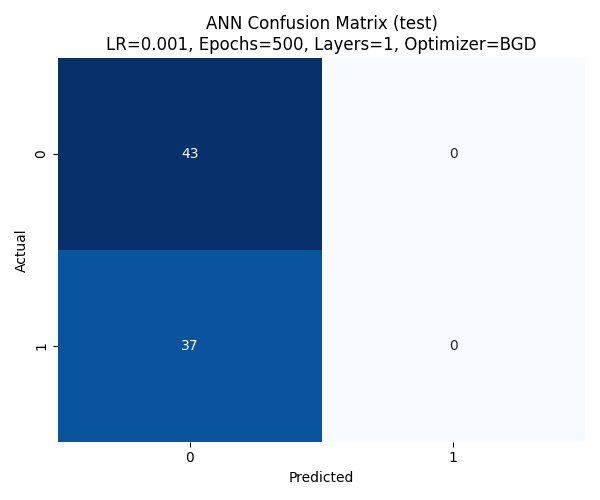 ANN Confusion Matrix (test)
LR=0.001, Epochs=500, Layers=1, Optimizer=BGD
0
43
0
Actual
1
37
0
0
1
Predicted